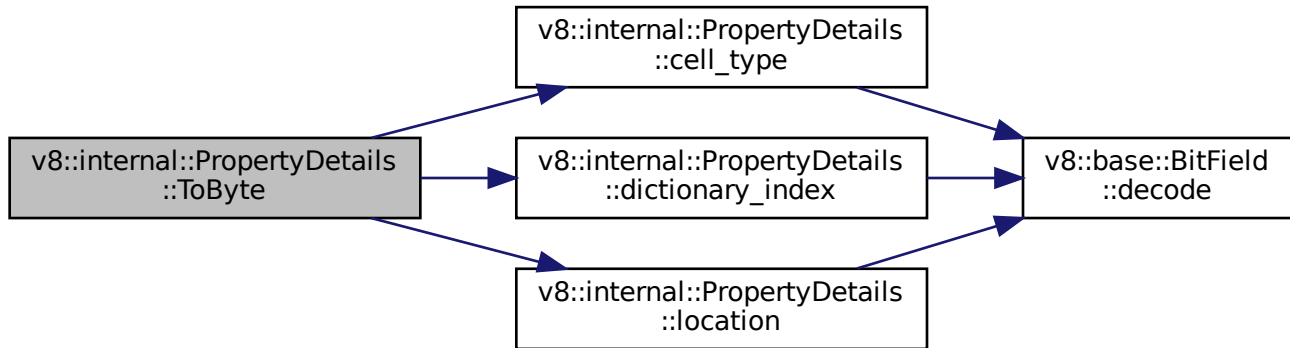 v8::internal::PropertyDetails
::ToByte
v8::internal::PropertyDetails
::cell_type
v8::internal::PropertyDetails
::dictionary_index
v8::internal::PropertyDetails
::location
v8::base::BitField
::decode